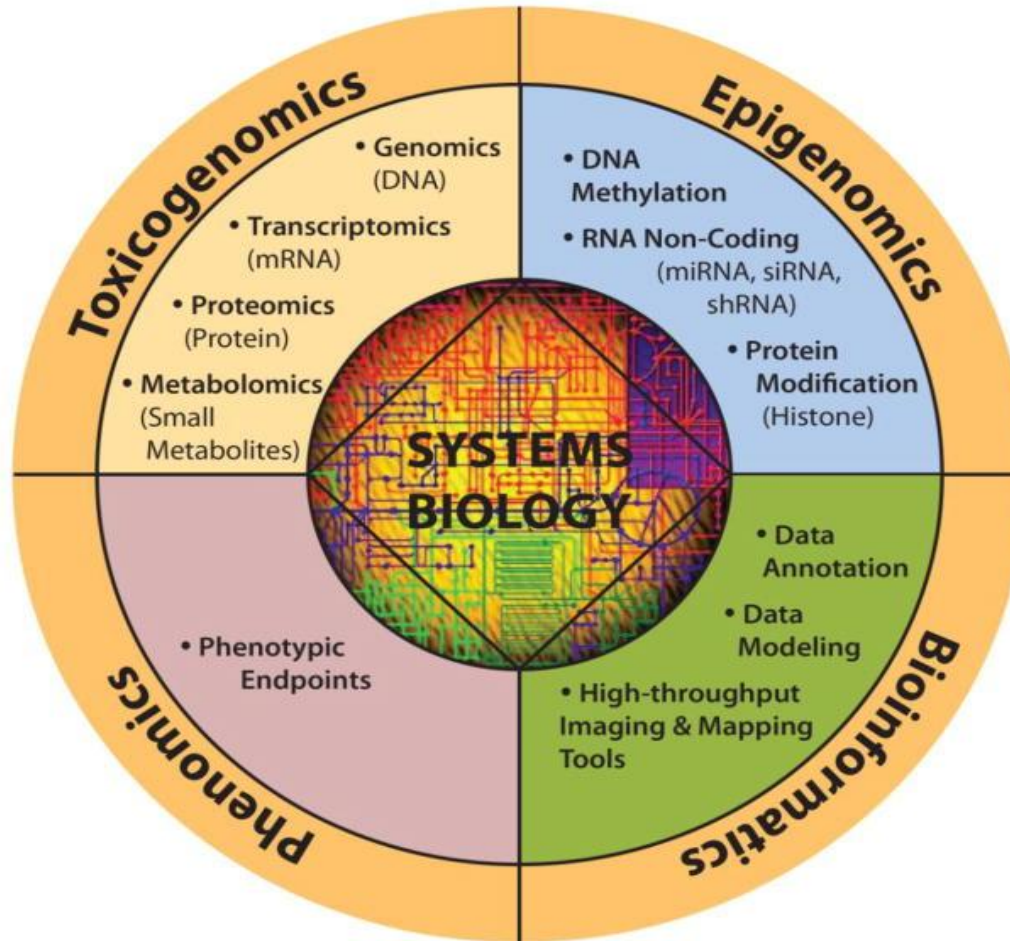 Toxicogenomics
• Genomics
(DNA)
• Transcriptomics
(mRNA)
• Proteomics
(Protein)
• Metabolomics
(Small
Metabolites)
Epigenomics
• DNA
Methylation
• RNA Non-Coding
(miRNA, siRNA,
shRNA)
• Protein
Modification
(Histone)
SYSTEMS
BIOLOGY
Phenomics
• Phenotypic
Endpoints
Bioinformatics
• Data
Annotation
• Data
Modeling
• High-throughput
Imaging & Mapping
Tools